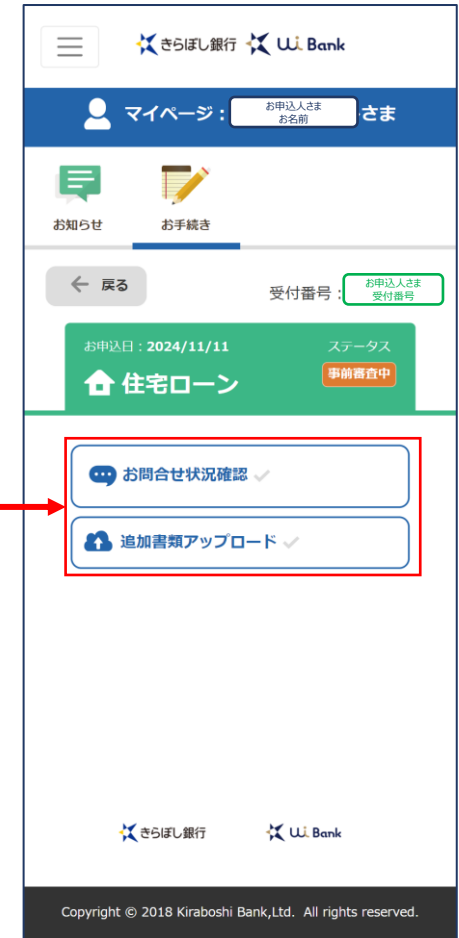 きらぼし銀行 UI Bank
マイページ： お申込人さま お名前 さま
お知らせ お手続き
戻る
受付番号： お申込人さま 受付番号
お申込日：2024/11/11 ステータス
住宅ローン 事前審査中
お問合せ状況確認
追加書類アップロード
きらぼし銀行 UI Bank
Copyright © 2018 Kiraboshi Bank,Ltd. All rights reserved.